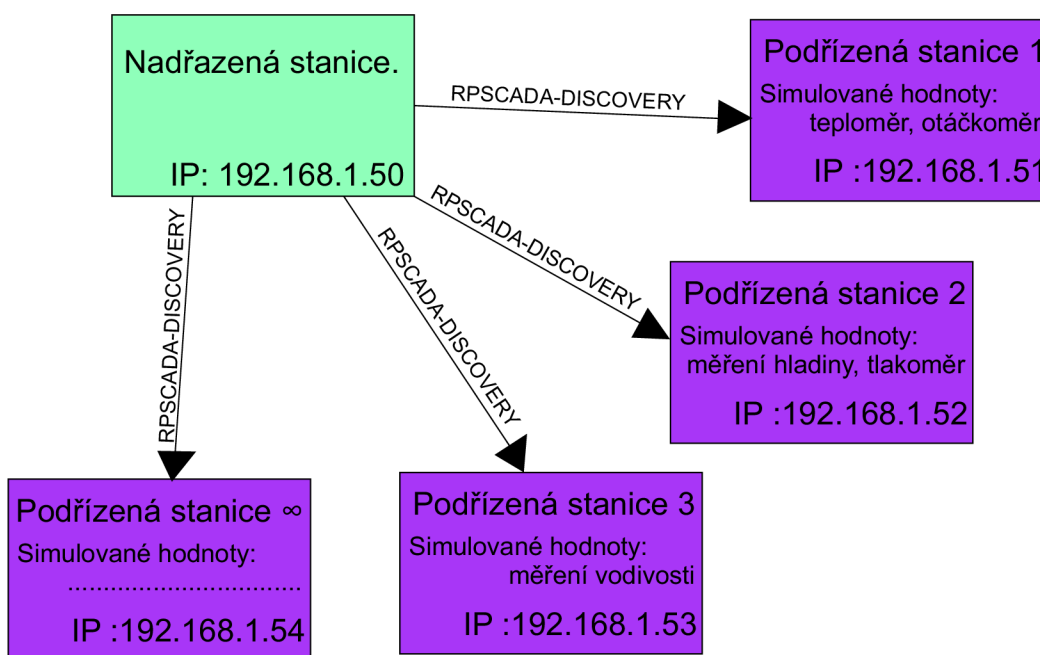 Nadřazená stanice.
IP: 192.168.1.50
RPSCADA-DISCOVERY
Podřízená stanice 1
Simulované hodnoty:
teploměr, otáčkoměr
IP :192.168.1.51
RPSCADA-DISCOVERY
Podřízená stanice 2
Simulované hodnoty:
měření hladiny, tlakoměr
IP :192.168.1.52
RPSCADA-DISCOVERY
Podřízená stanice 3
Simulované hodnoty:
měření vodivosti
IP :192.168.1.53
RPSCADA-DISCOVERY
Podřízená stanice ∞
Simulované hodnoty:
.................................
IP :192.168.1.54